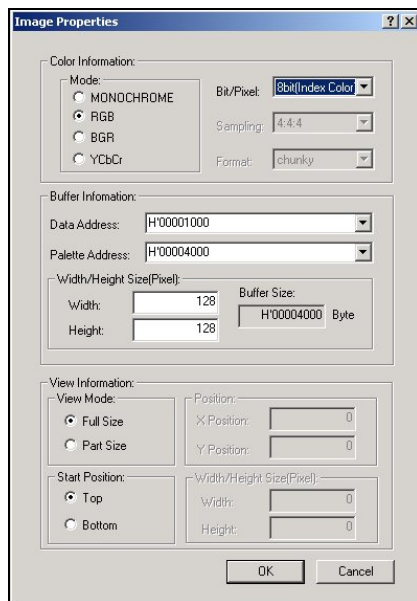 Image Properties
Color Information:
Mode:
MONOCHROME
RGB
BGR
YCbCr
Bit/Pixel: 8bit(Index Color)
Sampling: 4:4:4
Format: chunky
Buffer Infomation:
Data Address: H'00001000
Palette Address: H'00004000
Width/Height Size(Pixel):
Width: 128
Height: 128
Buffer Size:
H'00004000 Byte
View Information:
View Mode:
Full Size
Part Size
Position:
X Position: 0
Y Position: 0
Start Position:
Top
Bottom
Width/Height Size(Pixel):
Width: 0
Height: 0
OK Cancel